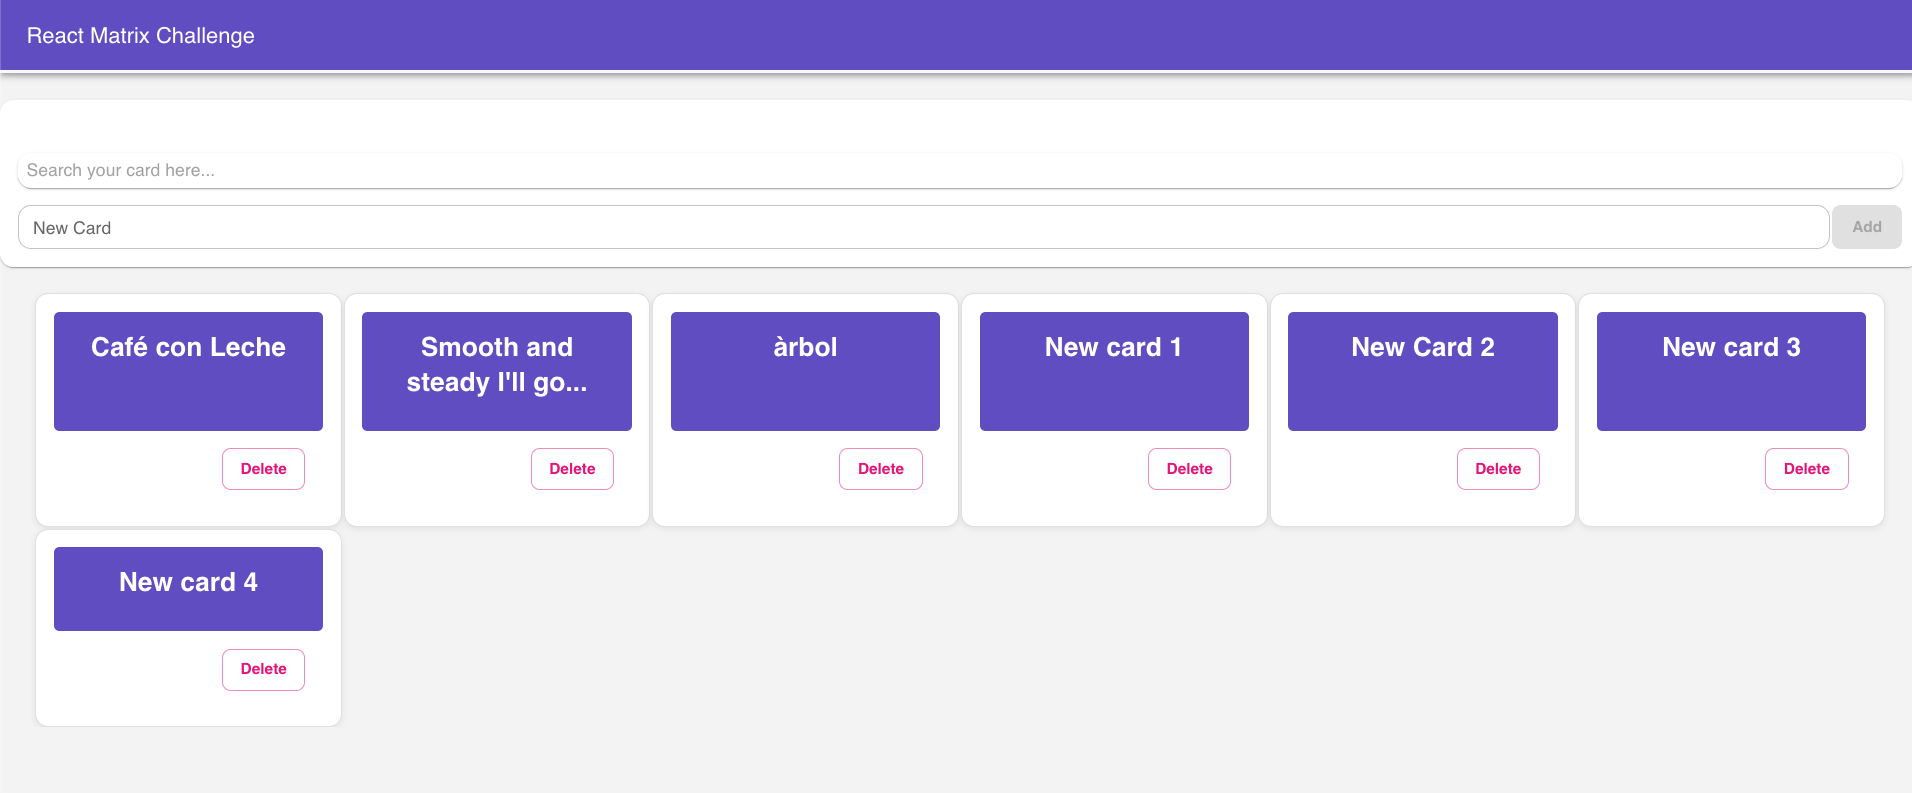 React Matrix Challenge
Search your card here...
New Card
Add
Café con Leche
Smooth and
steady I'll go...
àrbol
New card 1
New Card 2
New card 3
Delete
Delete
Delete
Delete
Delete
Delete
New card 4
Delete